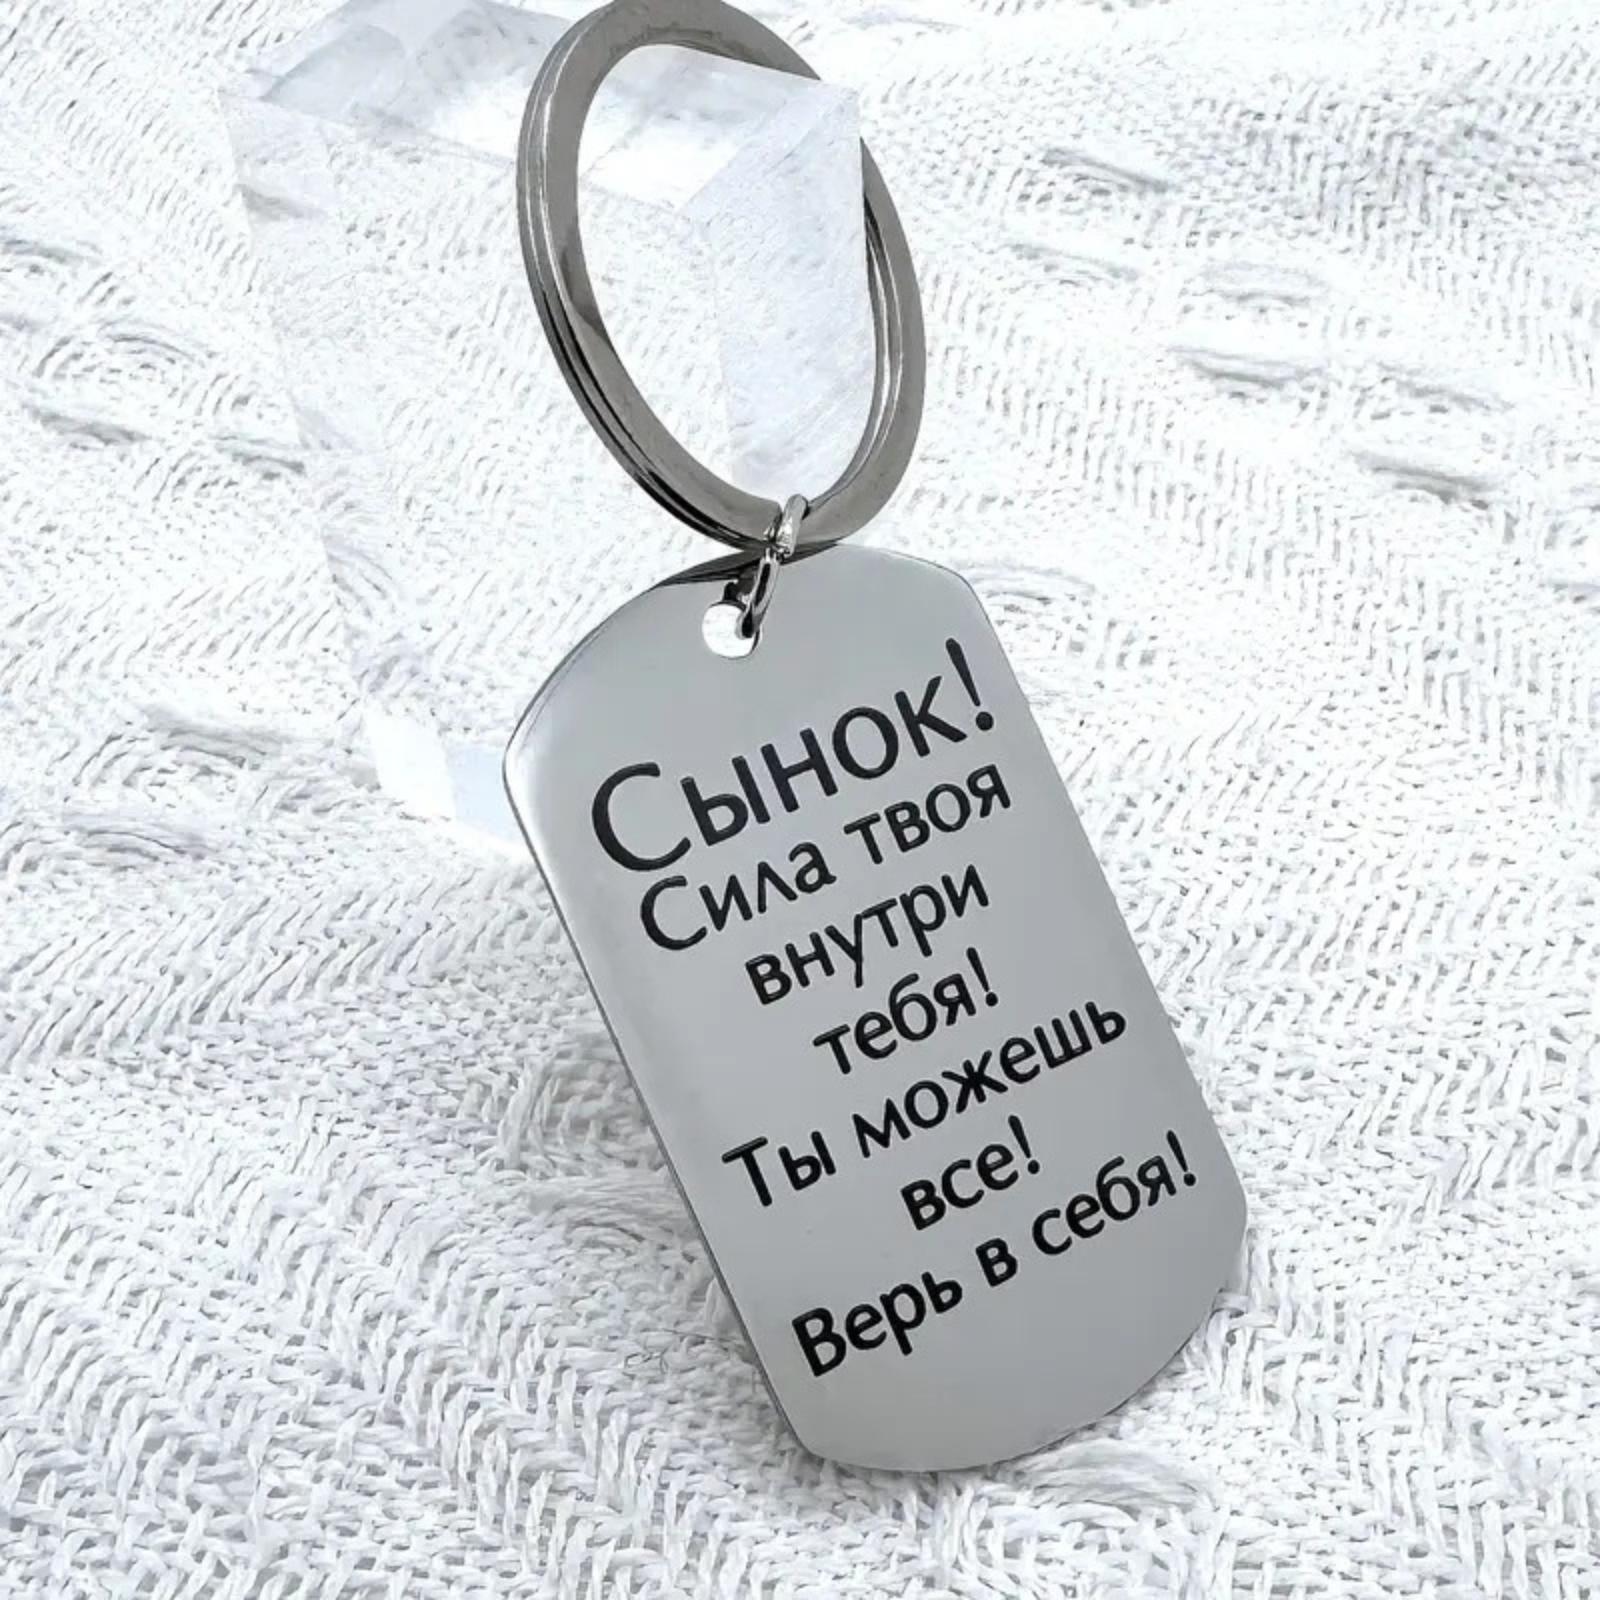 Сынок!
Сила твоя
внутри
тебя!
Ты можешь
все!
Верь в себя!